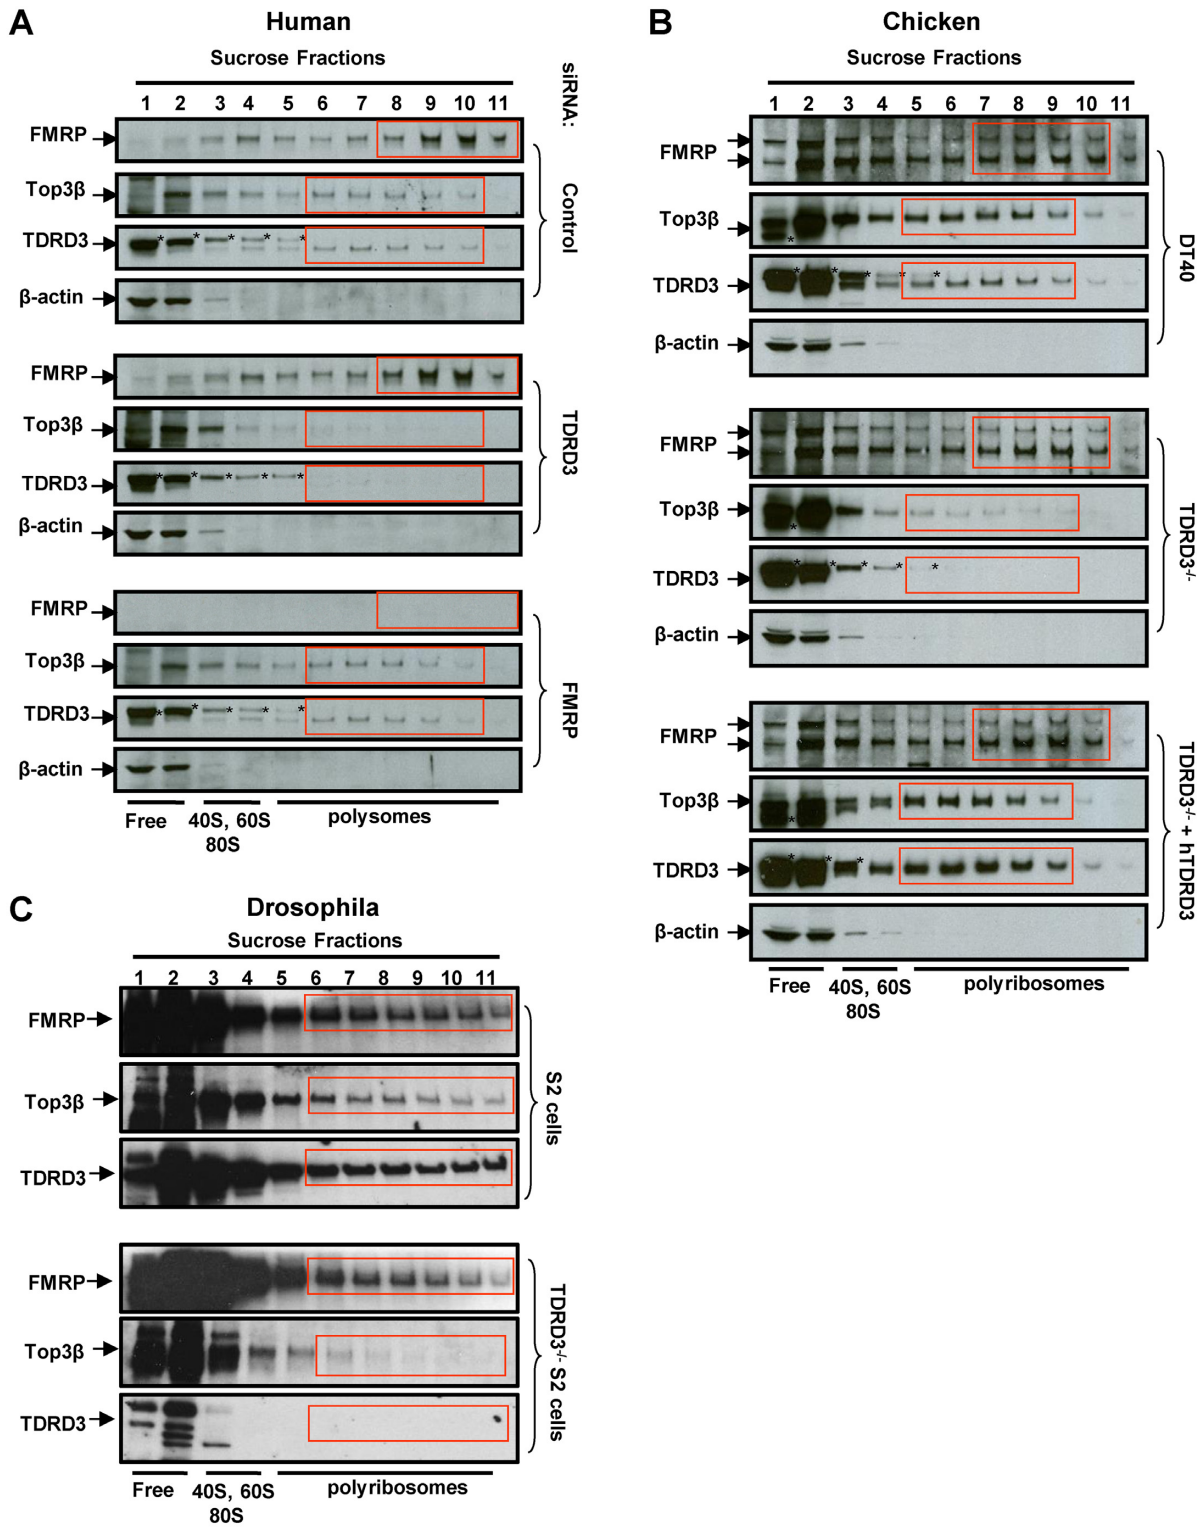 A
Human
Sucrose Fractions
1 2 3 4 5 6 7 8 9 10 11
siRNA:
FMRP
Top3β
TDRD3
β-actin
Control
FMRP
Top3β
TDRD3
β-actin
TDRD3
FMRP
Top3β
TDRD3
β-actin
FMRP
* * * * *
* * * * *
* * * * *
Free
40S, 60S
80S
polysomes
B
Chicken
Sucrose Fractions
1 2 3 4 5 6 7 8 9 10 11
FMRP
Top3β
*
TDRD3
* * * * *
β-actin
DT40
FMRP
Top3β
*
TDRD3
* * * * *
β-actin
TDRD3-/-
FMRP
Top3β
*
TDRD3
* * *
β-actin
TDRD3-/- + hTDRD3
Free
40S, 60S
80S
polyribosomes
C
Drosophila
Sucrose Fractions
1 2 3 4 5 6 7 8 9 10 11
FMRP
Top3β
TDRD3
S2 cells
FMRP
Top3β
TDRD3
TDRD3-/- S2 cells
Free
40S, 60S
80S
polyribosomes